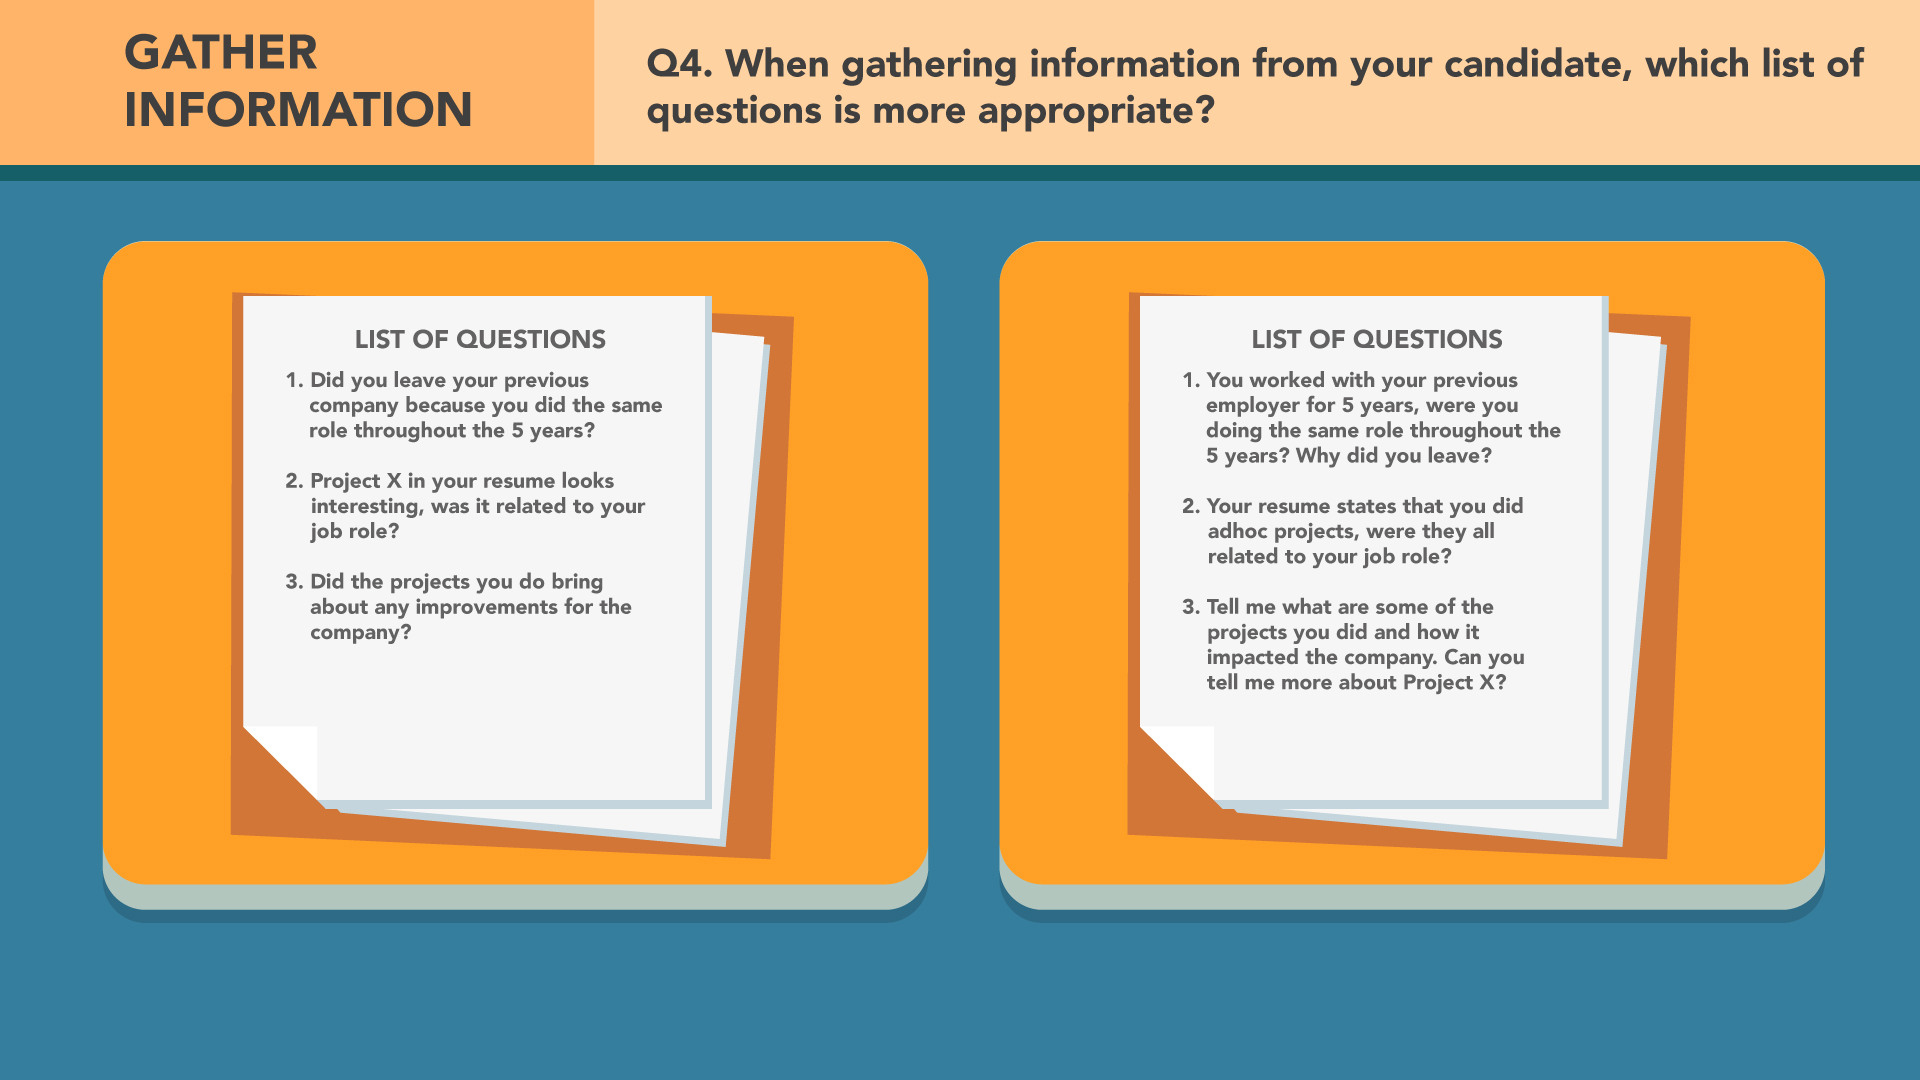 GATHER
INFORMATION
Q4. When gathering information from your candidate, which list of
questions is more appropriate?
LIST OF QUESTIONS
1. Did you leave your previous
company because you did the same
role throughout the 5 years?
2. Project X in your resume looks
interesting, was it related to your
job role?
3. Did the projects you do bring
about any improvements for the
company?
LIST OF QUESTIONS
1. You worked with your previous
employer for 5 years, were you
doing the same role throughout the
5 years? Why did you leave?
2. Your resume states that you did
adhoc projects, were they all
related to your job role?
3. Tell me what are some of the
projects you did and how it
impacted the company. Can you
tell me more about Project X?